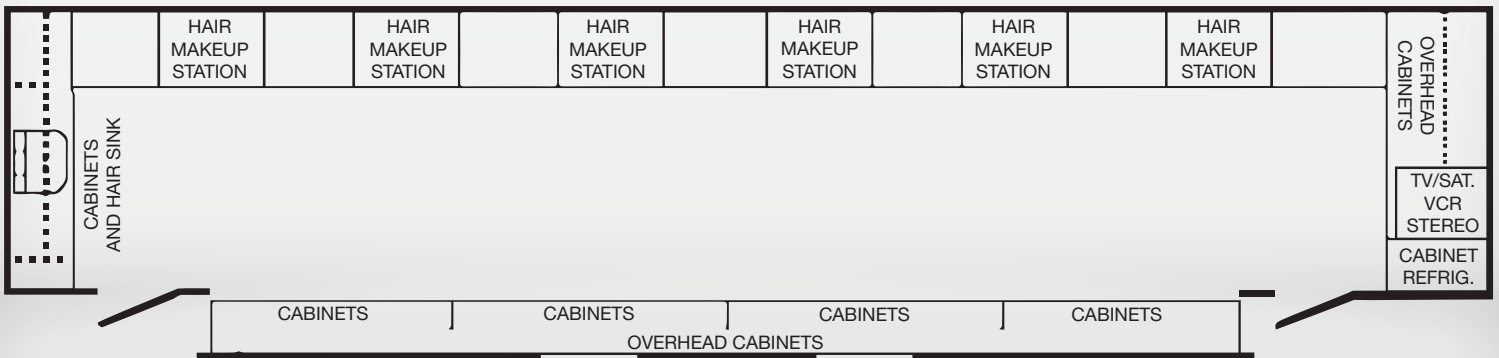 HAIR
MAKEUP
STATION
HAIR
MAKEUP
STATION
HAIR
MAKEUP
STATION
HAIR
MAKEUP
STATION
HAIR
MAKEUP
STATION
HAIR
MAKEUP
STATION
OVERHEAD
CABINETS
CABINETS
AND HAIR SINK
TV/SAT.
VCR
STEREO
CABINET
REFRIG.
CABINETS
CABINETS
CABINETS
CABINETS
OVERHEAD CABINETS